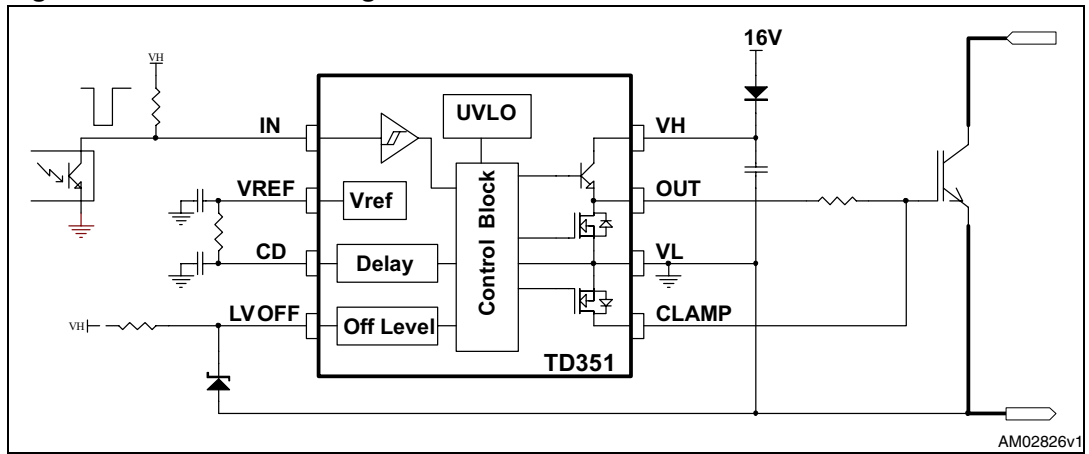 16V
VH
IN
UVLO
VH
VREF
Vref
OUT
Control Block
CD
Delay
VL
VH
LVOFF
Off Level
CLAMP
TD351
AM02826v1